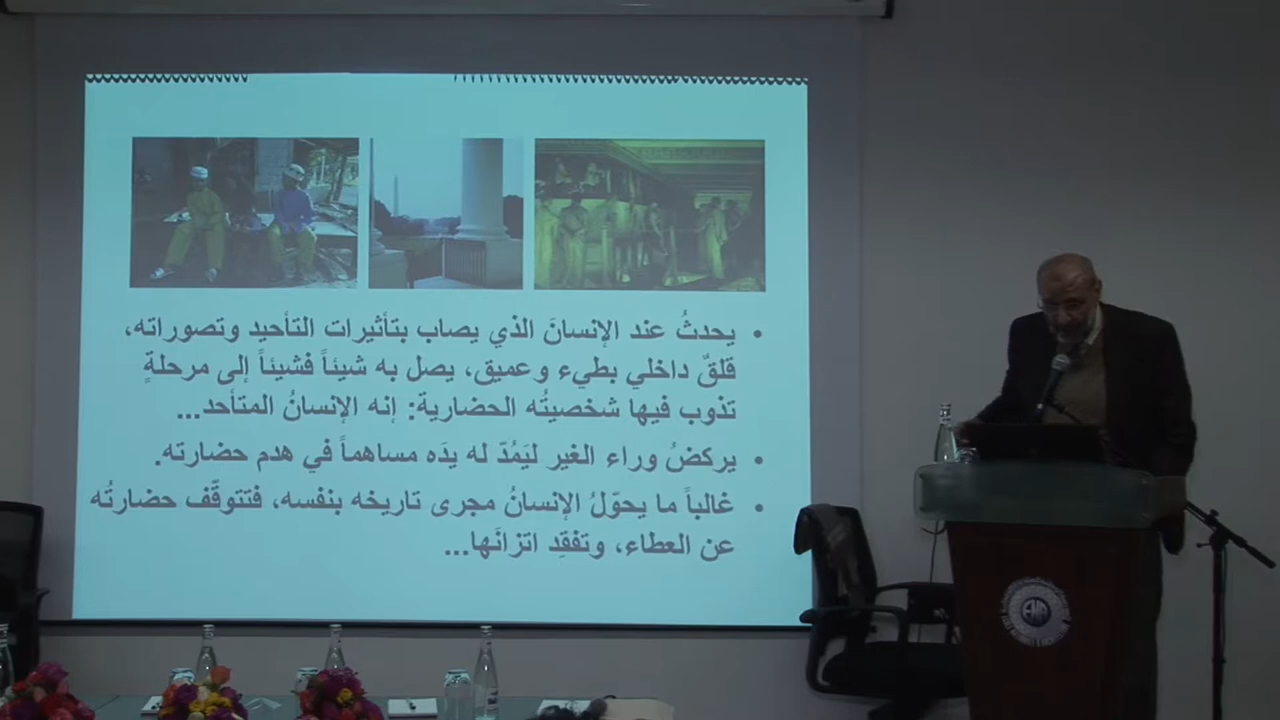 • يحدثُ عند الإنسانَ الذي يصاب بتأثيرات التأحيد وتصوراته،
قلقٌ داخلي بطيء وعميق، يصل به شيئاً فشيئاً إلى مرحلةٍ
تذوب فيها شخصيتُه الحضارية: إنه الإنسانُ المتأحد...
• يركضُ وراء الغير ليَمُدّ له يدَه مساهماً في هدم حضارته.
• غالباً ما يحوّلُ الإنسانُ مجرى تاريخه بنفسه، فتتوقّف حضارتُه
عن العطاء، وتفقِد اتزانَها...